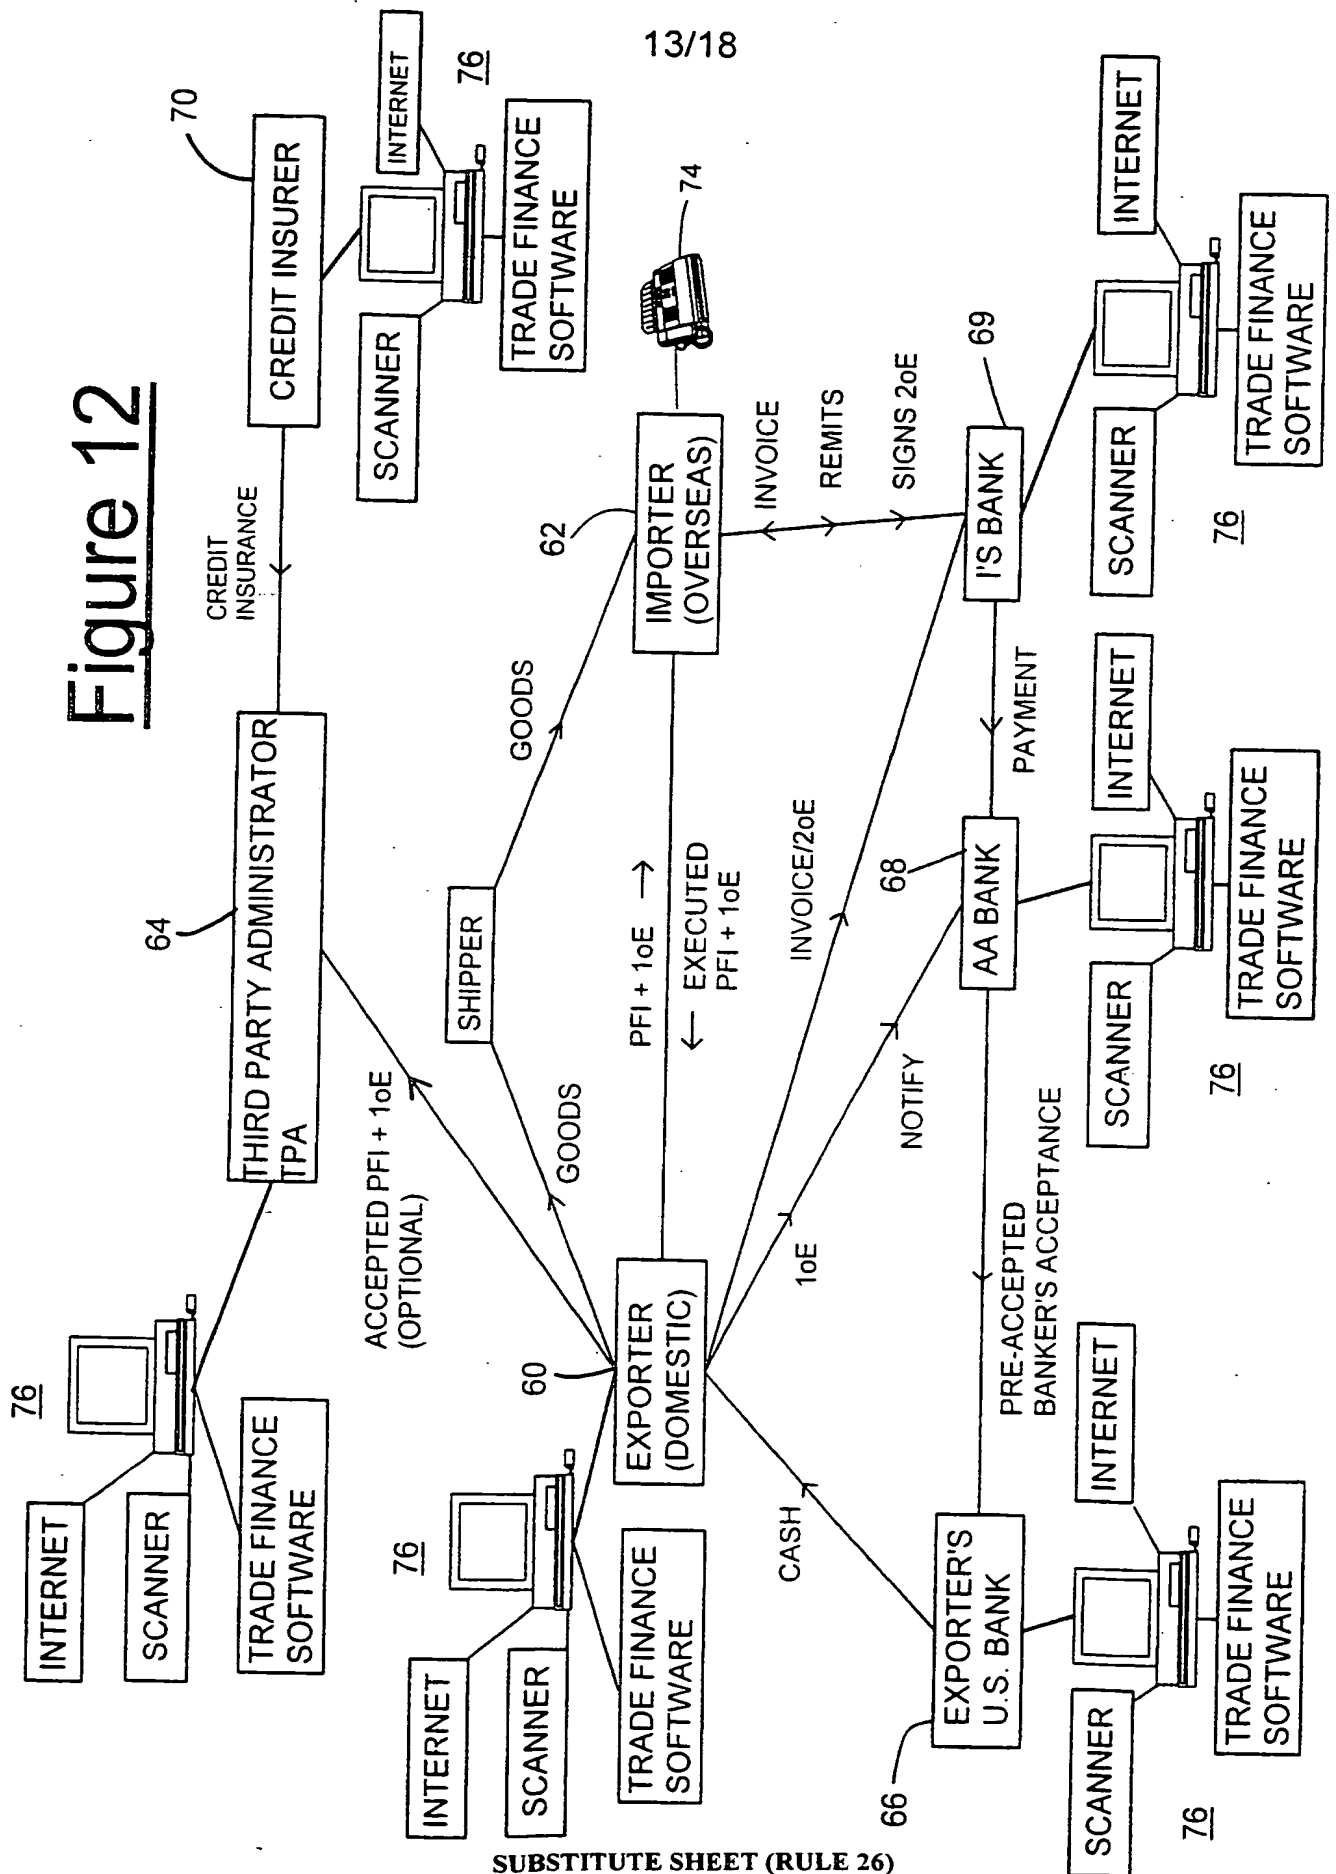 13/18
Figure 12
76
INTERNET
SCANNER
TRADE FINANCE
SOFTWARE
64
THIRD PARTY ADMINISTRATOR
TPA
CREDIT
INSURANCE
70
CREDIT INSURER
INTERNET
76
SCANNER
TRADE FINANCE
SOFTWARE
ACCEPTED PFI + 1oE
(OPTIONAL)
SHIPPER
GOODS
GOODS
76
INTERNET
SCANNER
TRADE FINANCE
SOFTWARE
60
EXPORTER
(DOMESTIC)
PFI + 1oE →
← EXECUTED
PFI + 1oE
62
IMPORTER
(OVERSEAS)
74
INVOICE
REMITS
SIGNS 2oE
CASH
1oE
NOTIFY
INVOICE/2oE
66
EXPORTER'S
U.S. BANK
PRE-ACCEPTED
BANKER'S ACCEPTANCE
68
AA BANK
PAYMENT
69
I'S BANK
SCANNER
INTERNET
76
TRADE FINANCE
SOFTWARE
SCANNER
INTERNET
76
TRADE FINANCE
SOFTWARE
SCANNER
INTERNET
76
TRADE FINANCE
SOFTWARE
SUBSTITUTE SHEET (RULE 26)